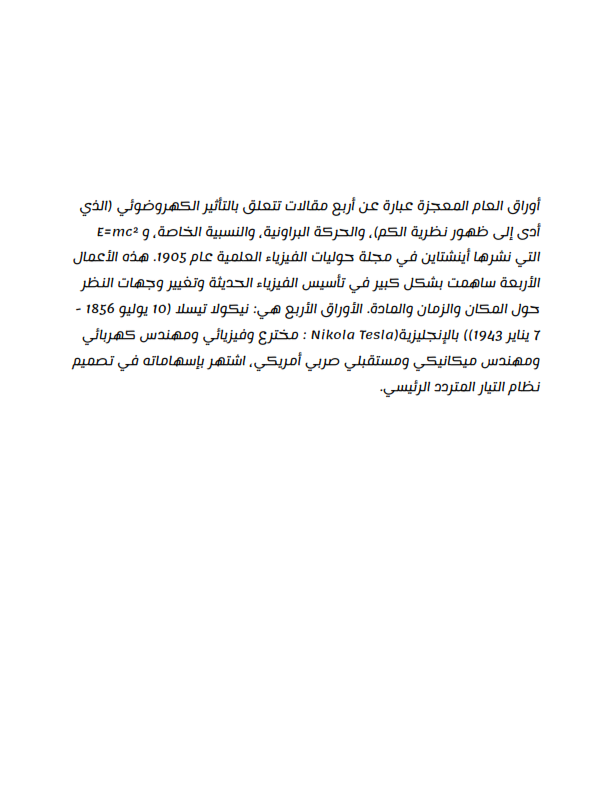 أوراق العام المعجزة عبارة عن أربع مقالات تتعلق بالتأثير الكهروضوئي (الذي
أدى إلى ظهور نظرية الكم)، والحركة البراونية، والنسبية الخاصة، و E=mc²
التي نشرها أينشتاين في مجلة حوليات الفيزياء العلمية عام 1905. هذه الأعمال
الأربعة ساهمت بشكل كبير في تأسيس الفيزياء الحديثة وتغيير وجهات النظر
حول المكان والزمان والمادة. الأوراق الأربع هي: نيكولا تيسلا (10 يوليو 1856 -
7 يناير 1943)) بالإنجليزية(Nikola Tesla : مخترع وفيزيائي ومهندس كهربائي
ومهندس ميكانيكي ومستقبلي صربي أمريكي، اشتهر بإسهاماته في تصميم
نظام التيار المتردد الرئيسي.